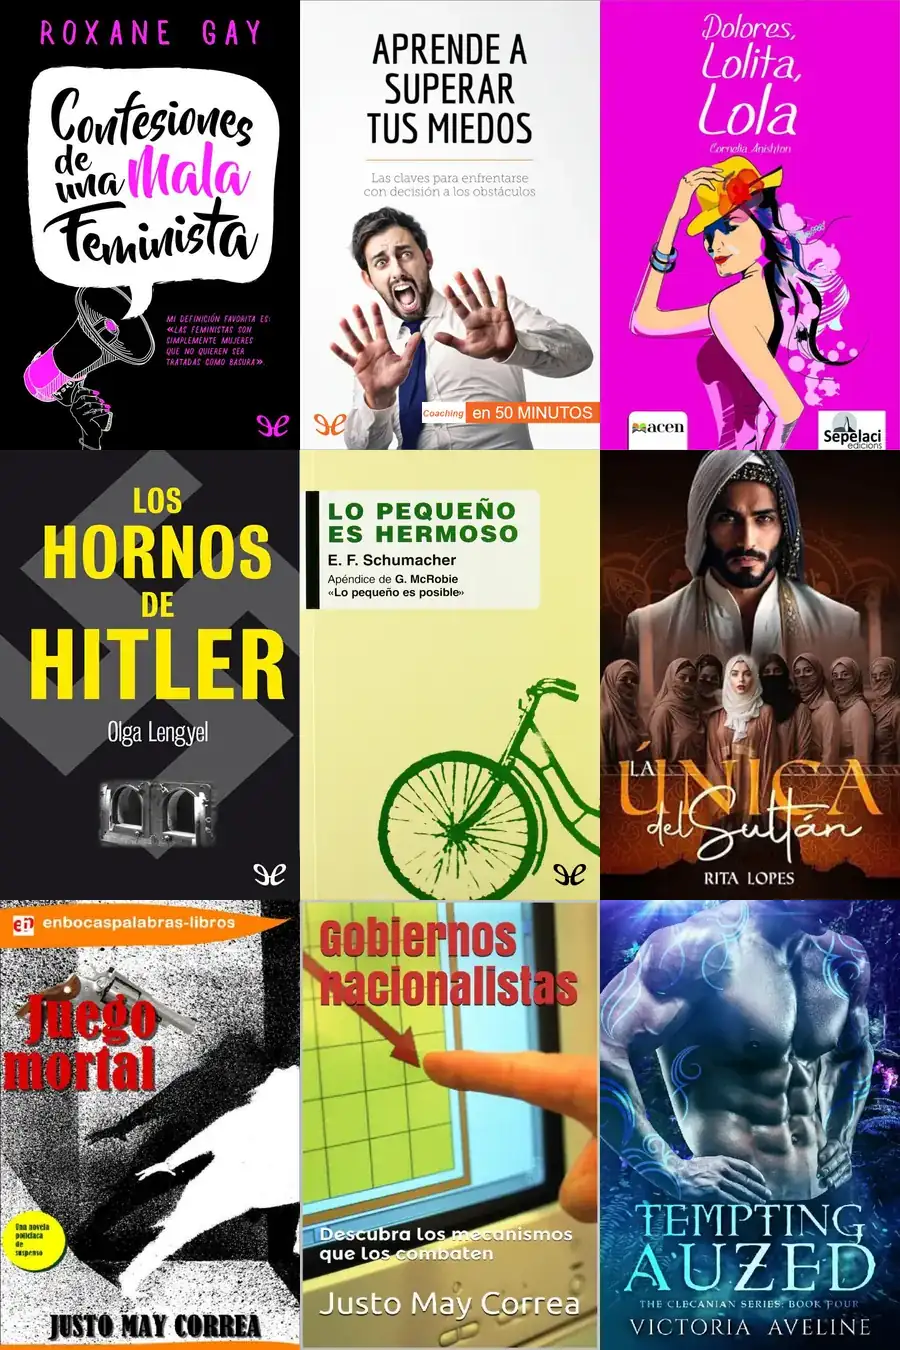 ROXANE GAY
Confesiones
de
una Mala
Feminista
MI DEFINICIÓN FAVORITA ES:
«LAS FEMINISTAS SON
SIMPLEMENTE MUJERES
QUE NO QUIEREN SER
TRATADAS COMO BASURA».
APRENDE A
SUPERAR
TUS MIEDOS
Las claves para enfrentarse
con decisión a los obstáculos
Coaching en 50 MINUTOS
Dolores,
Lolita,
Lola
Cornelia Anishton
acen
Sepelaci
edicions
LOS
HORNOS
DE
HITLER
Olga Lengyel
LO PEQUEÑO
ES HERMOSO
E. F. Schumacher
Apéndice de G. McRobie
«Lo pequeño es posible»
LA
ÚNICA
del Sultán
RITA LOPES
en enbocaspalabras-libros
Juego
mortal
Una novela
policiaca
de
suspenso
JUSTO MAY CORREA
Gobiernos
nacionalistas
Descubra los mecanismos
que los combaten
Justo May Correa
TEMPTING
AUZED
THE CLECANIAN SERIES: BOOK FOUR
VICTORIA AVELINE